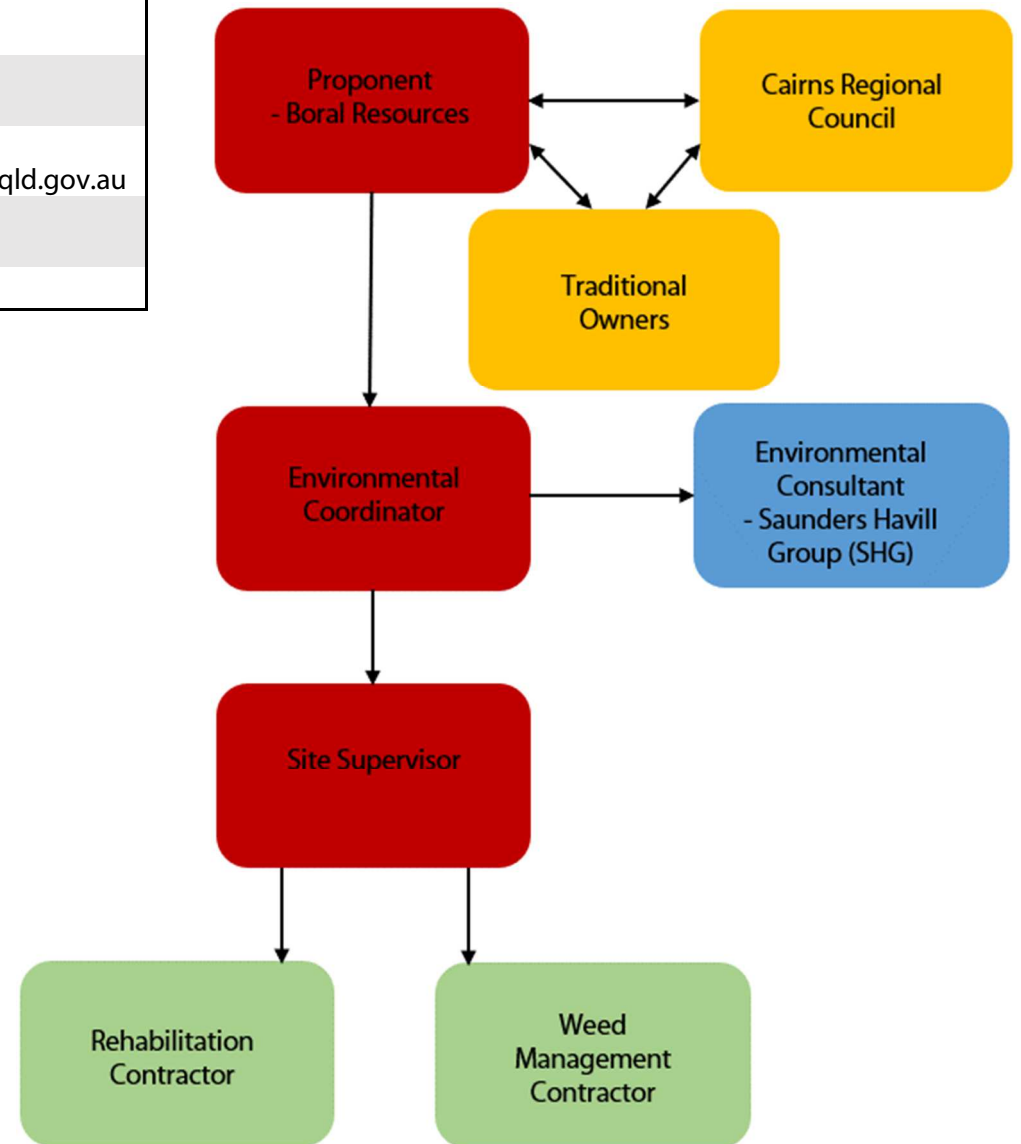 qld.gov.au
Proponent
- Boral Resources
Cairns Regional
Council
Traditional
Owners
Environmental
Coordinator
Environmental
Consultant
- Saunders Havill
Group (SHG)
Site Supervisor
Rehabilitation
Contractor
Weed
Management
Contractor